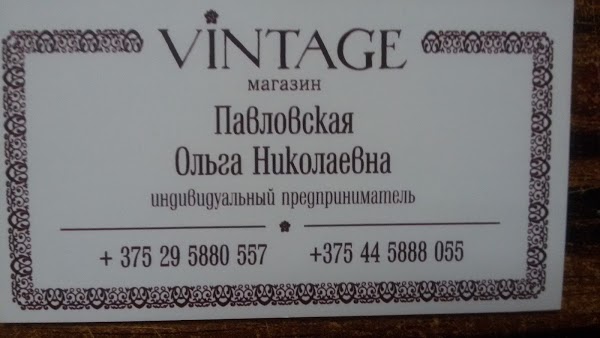 VINTAGE
магазин
Павловская
Ольга Николаевна
индивидуальный предприниматель
+ 375 29 5880 557 +375 44 5888 055